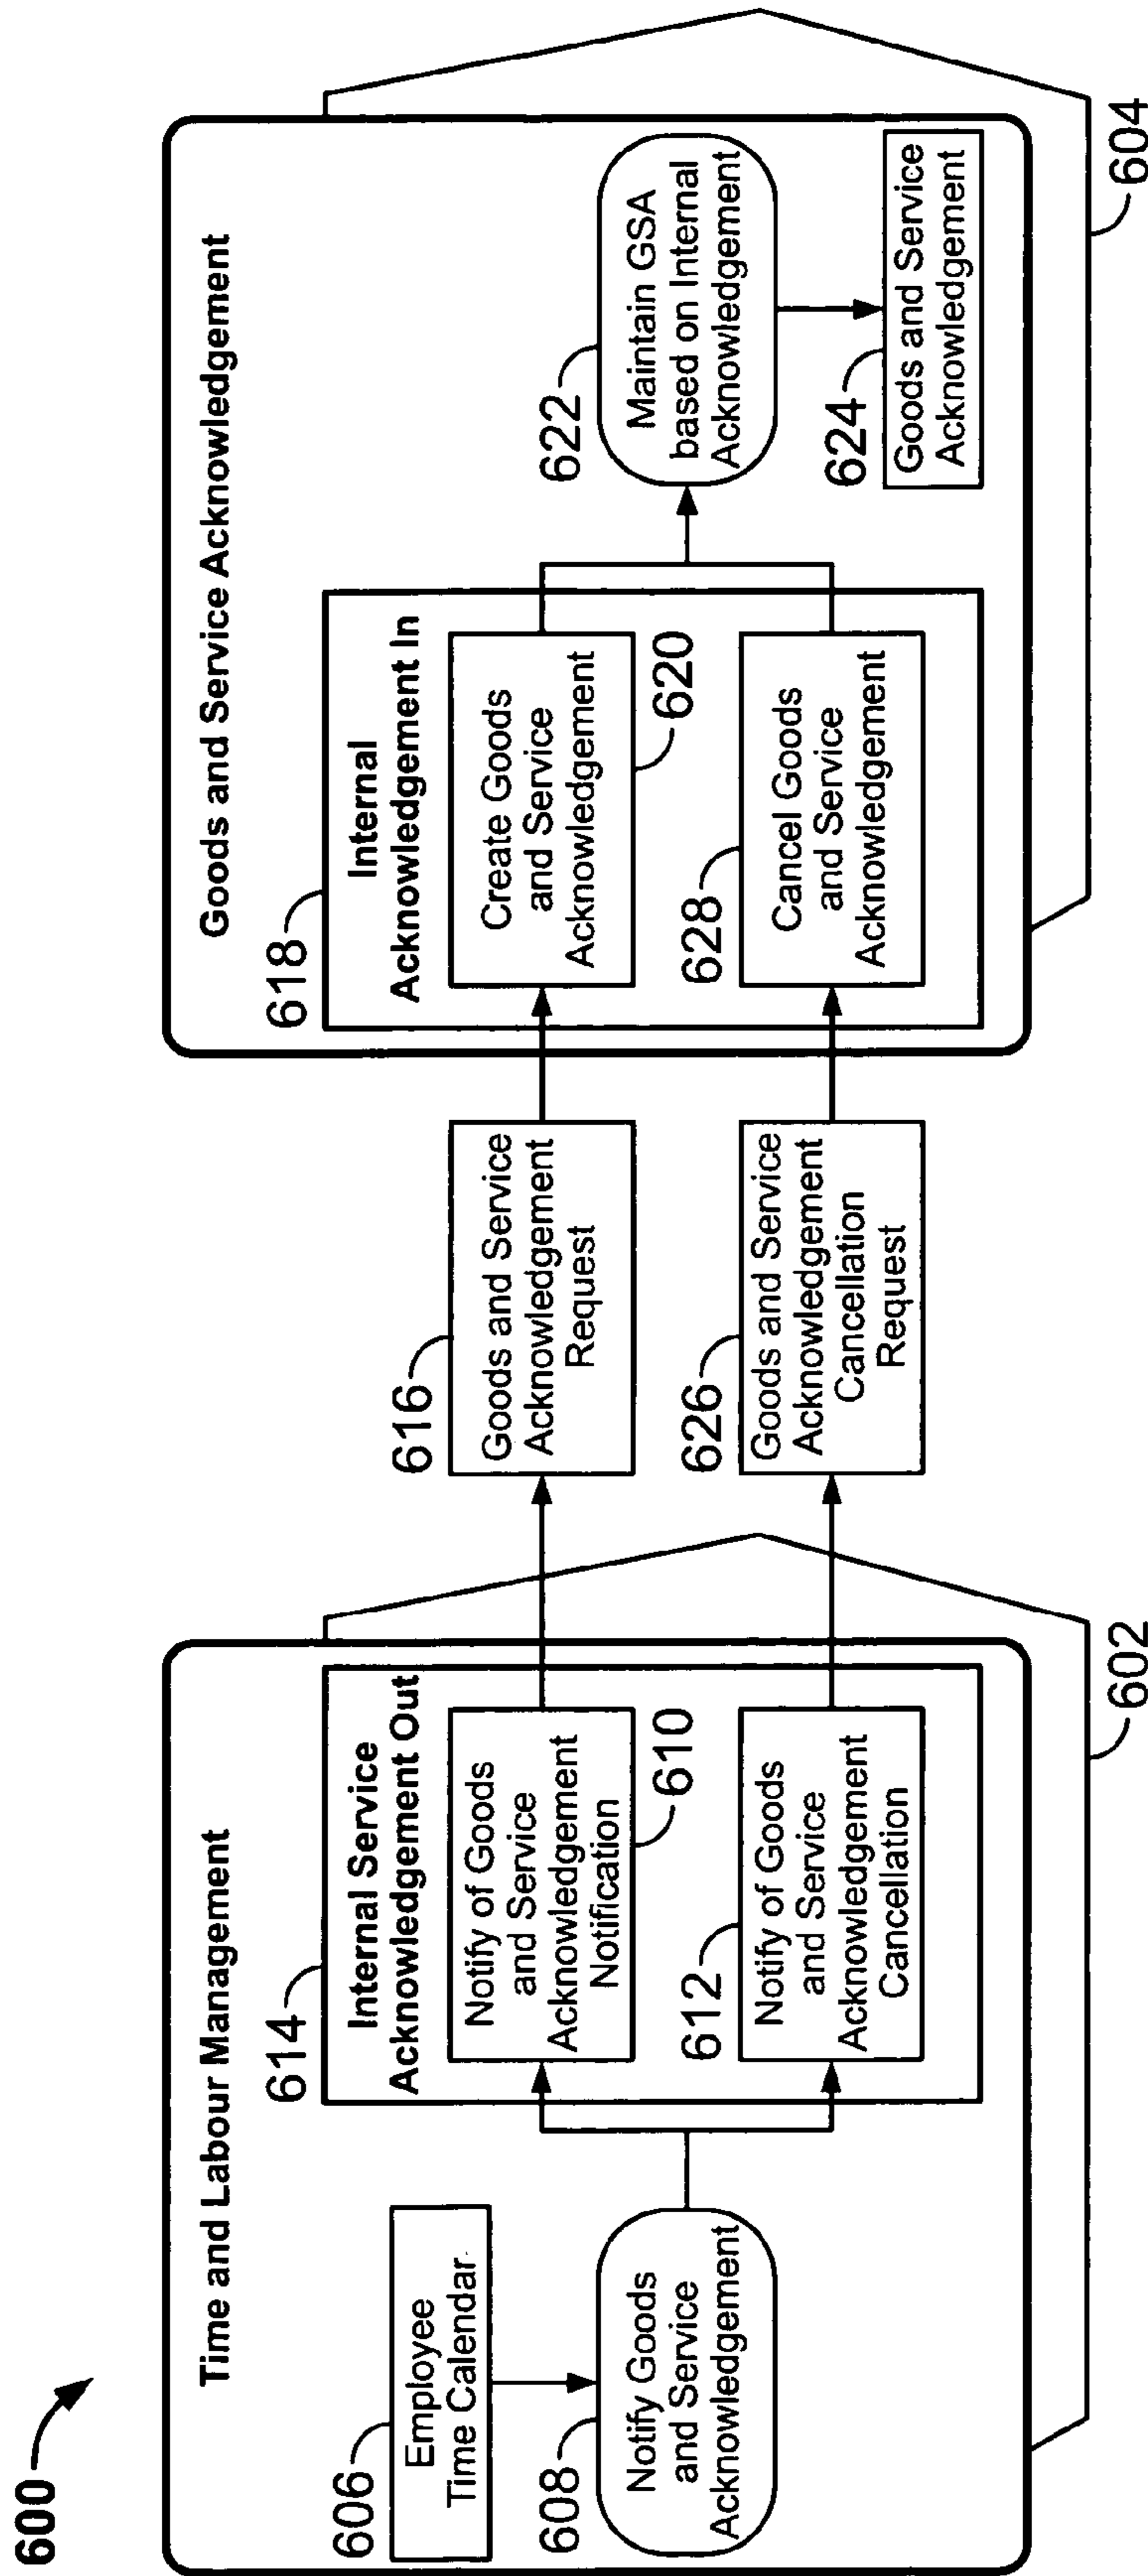 600
Time and Labour Management
606
Employee
Time Calendar
608
Notify Goods
and Service
Acknowledgement
614
Internal Service
Acknowledgement Out
Notify of Goods
and Service
Acknowledgement
Notification
610
612
Notify of Goods
and Service
Acknowledgement
Cancellation
602
616
Goods and Service
Acknowledgement
Request
626
Goods and Service
Acknowledgement
Cancellation
Request
Goods and Service Acknowledgement
618
Internal
Acknowledgement In
Create Goods
and Service
Acknowledgement
620
628
Cancel Goods
and Service
Acknowledgement
622
Maintain GSA
based on Internal
Acknowledgement
624
Goods and Service
Acknowledgement
604